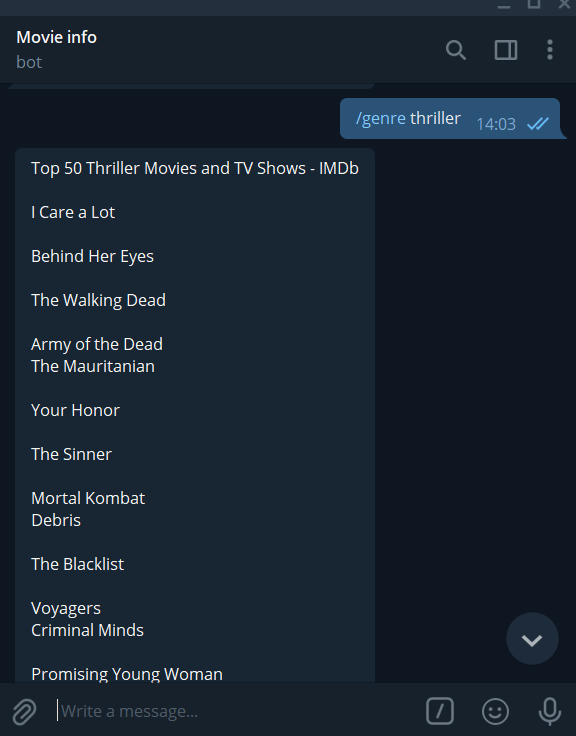 Movie info
bot
/genre thriller 14:03
Top 50 Thriller Movies and TV Shows - IMDb
I Care a Lot
Behind Her Eyes
The Walking Dead
Army of the Dead
The Mauritanian
Your Honor
The Sinner
Mortal Kombat
Debris
The Blacklist
Voyagers
Criminal Minds
Promising Young Woman
Write a message...